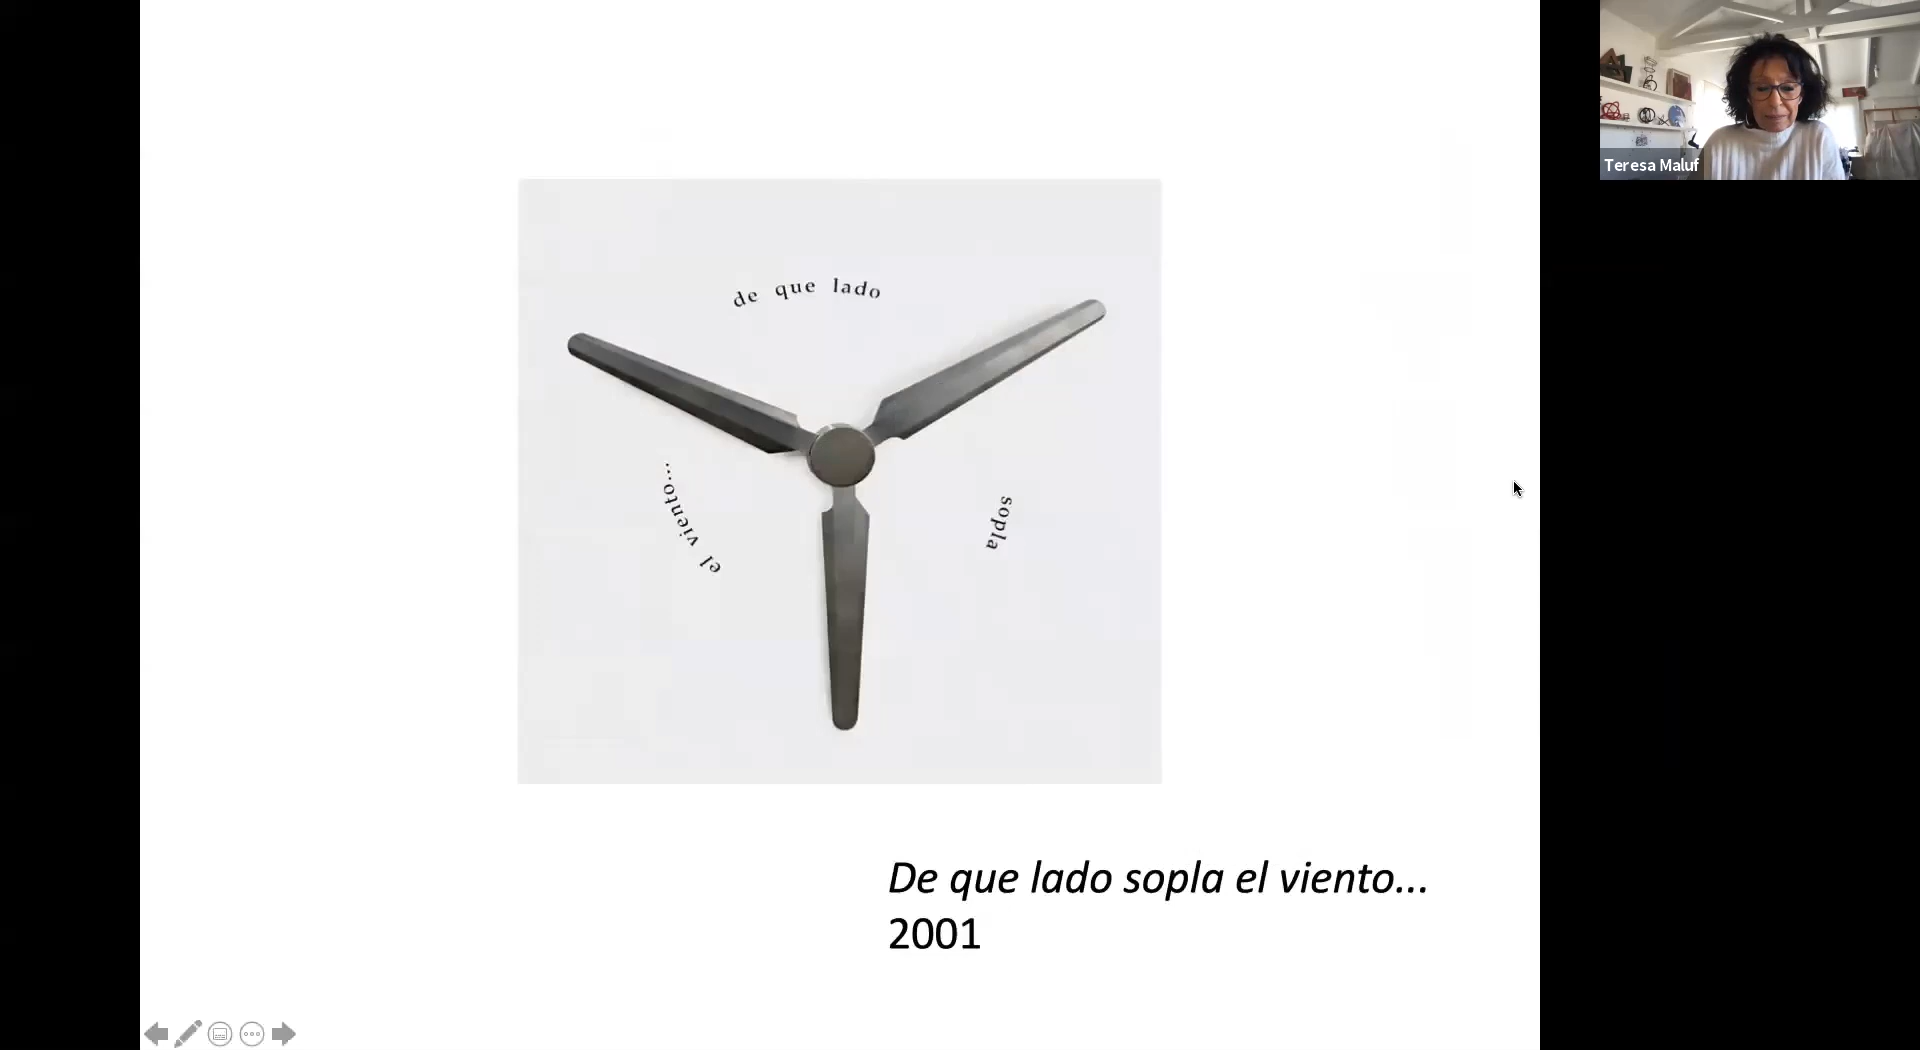 Teresa Maluf
de que lado
sopla
el viento...
De que lado sopla el viento...
2001